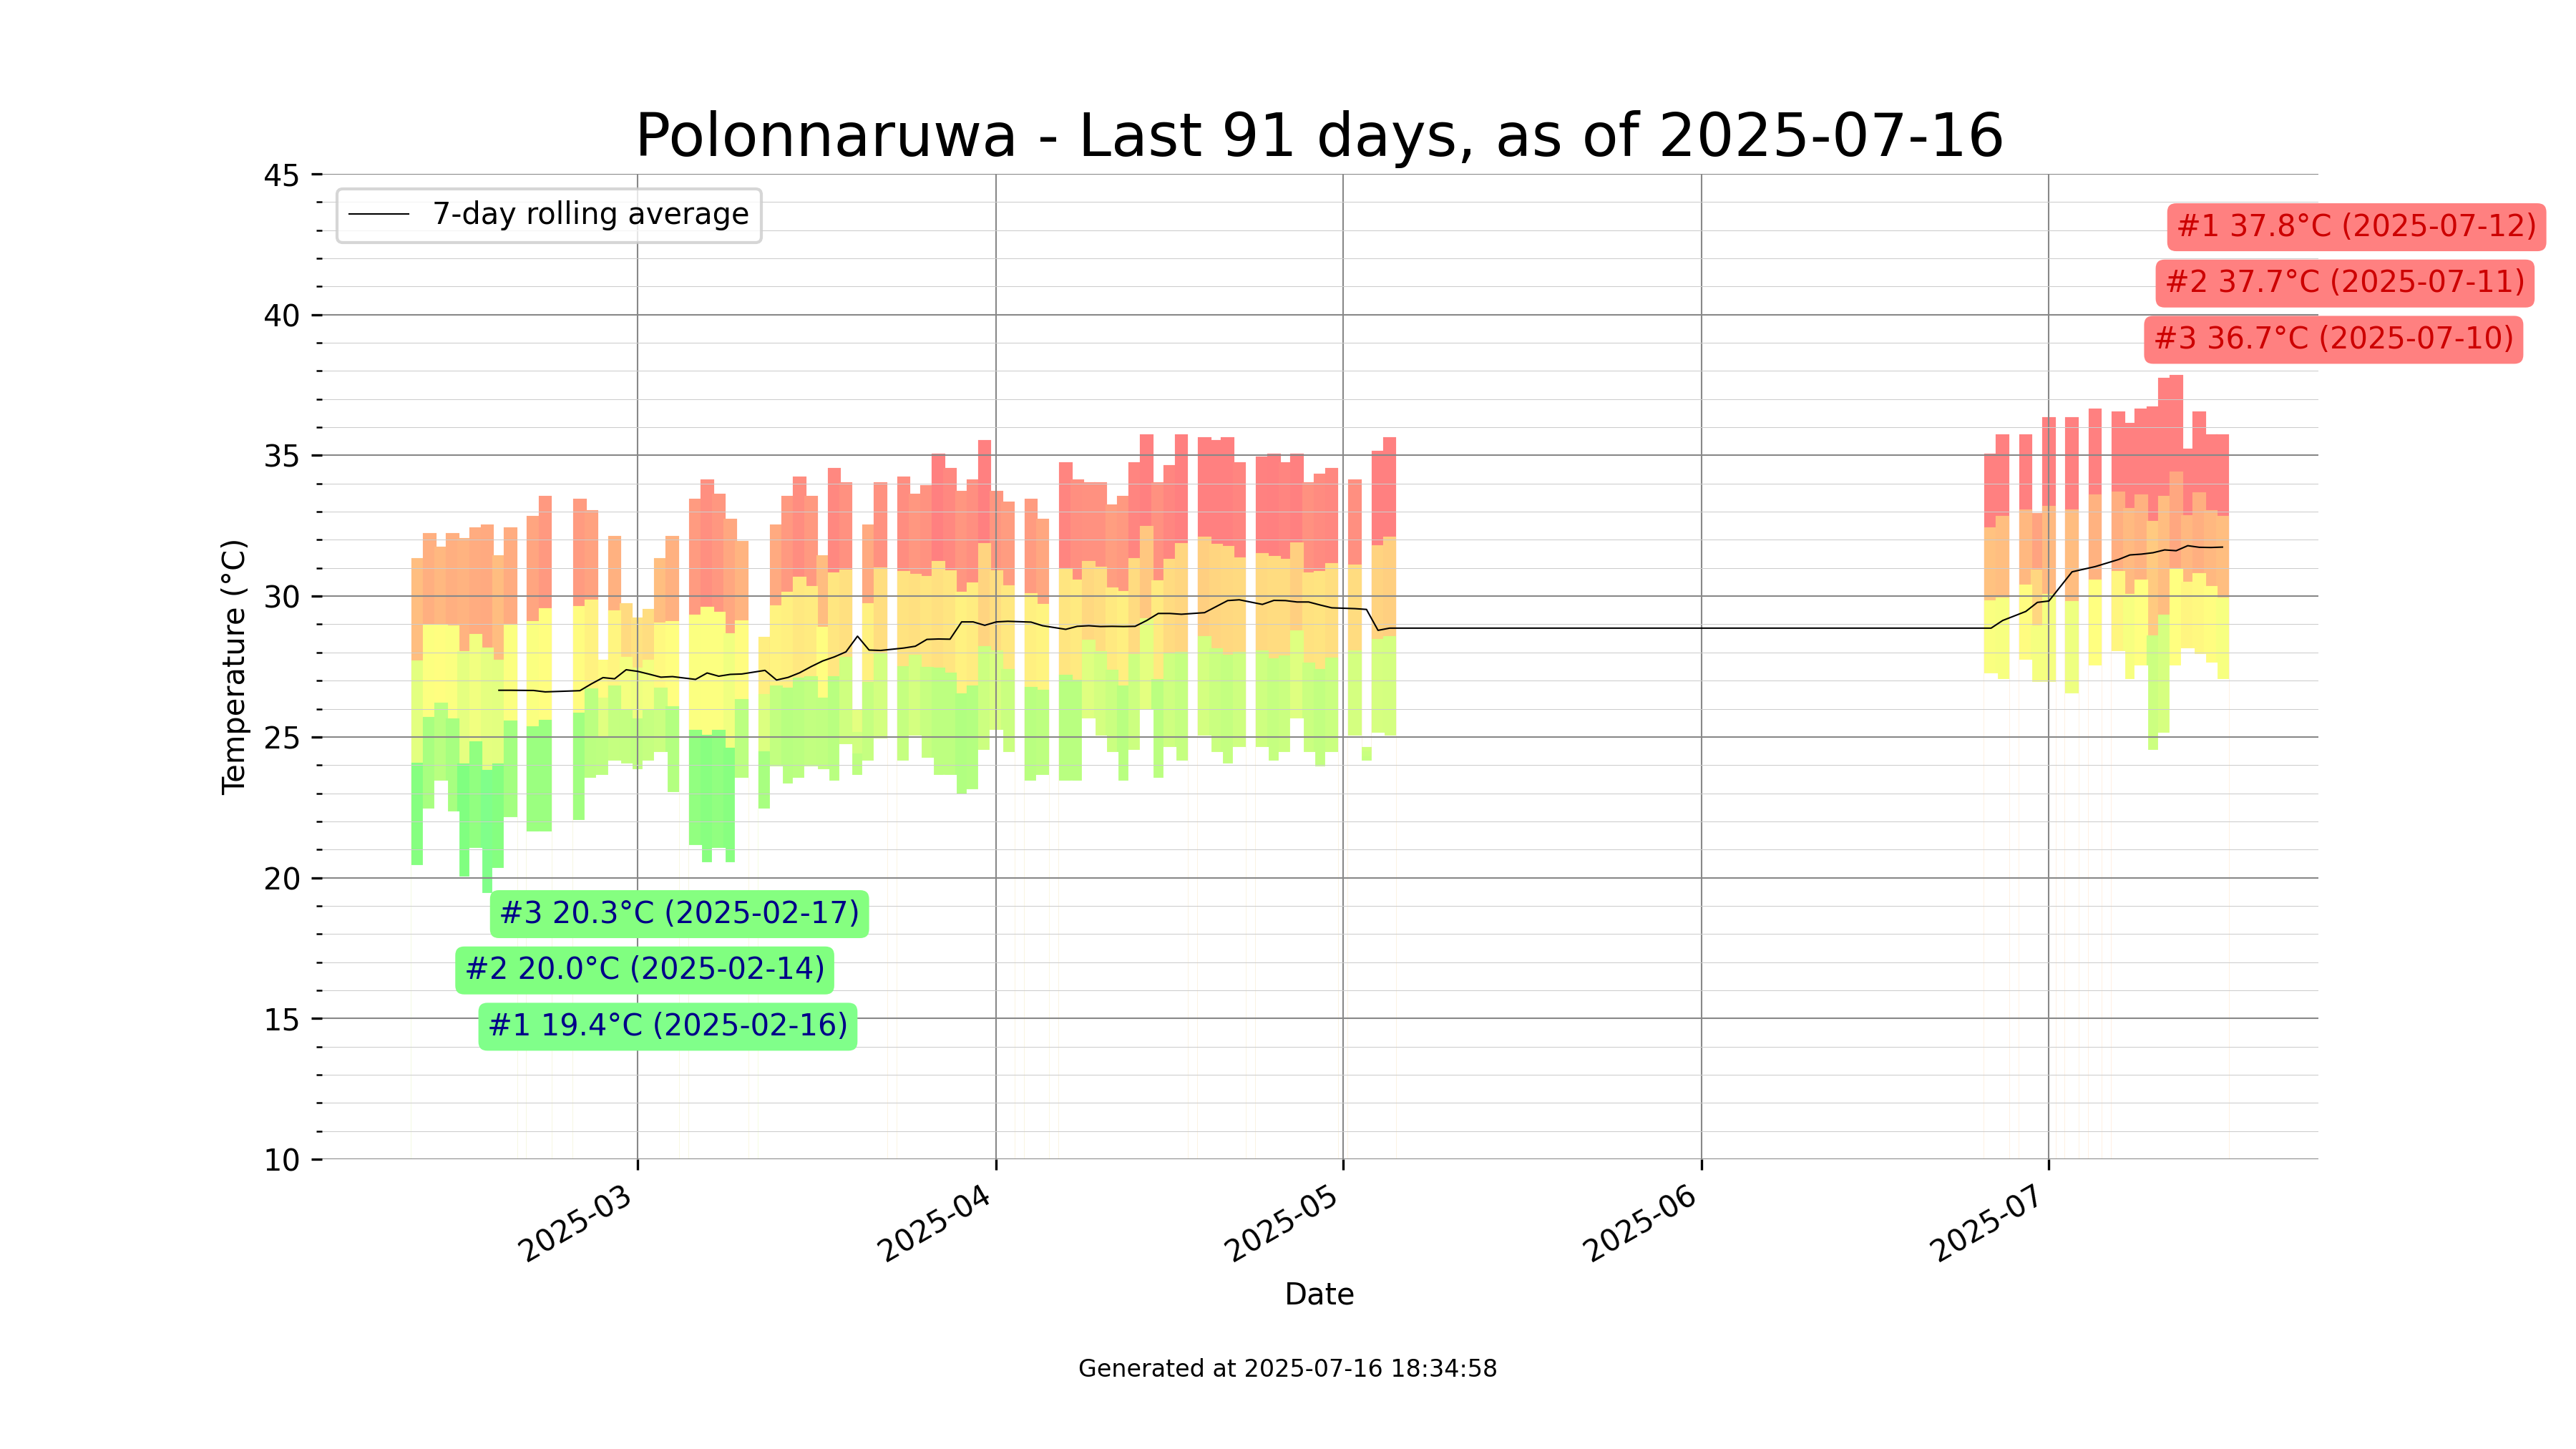 Polonnaruwa - Last 91 days, as of 2025-07-16
45
7-day rolling average
#1 37.8°C (2025-07-12)
#2 37.7°C (2025-07-11)
40
#3 36.7°C (2025-07-10)
35
30
Temperature (°C)
25
20
#3 20.3°C (2025-02-17)
#2 20.0°C (2025-02-14)
15
#1 19.4°C (2025-02-16)
10
2025-03
2025-04
2025-05
2025-06
2025-07
Date
Generated at 2025-07-16 18:34:58